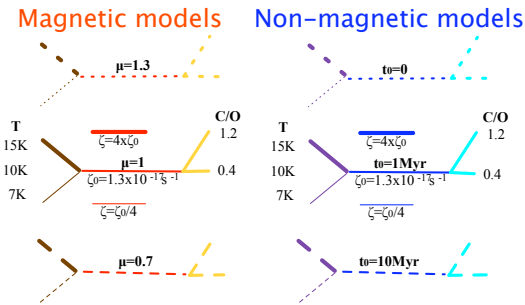 Magnetic models
Non-magnetic models
μ=1.3
t0=0
T
C/O
T
C/O
15K
ζ=4xζ0
1.2
15K
ζ=4xζ0
1.2
10K
μ=1
0.4
10K
t0=1Myr
0.4
ζ0=1.3x10 -17s -1
ζ0=1.3x10 -17s -1
7K
ζ=ζ0/4
7K
ζ=ζ0/4
μ=0.7
t0=10Myr